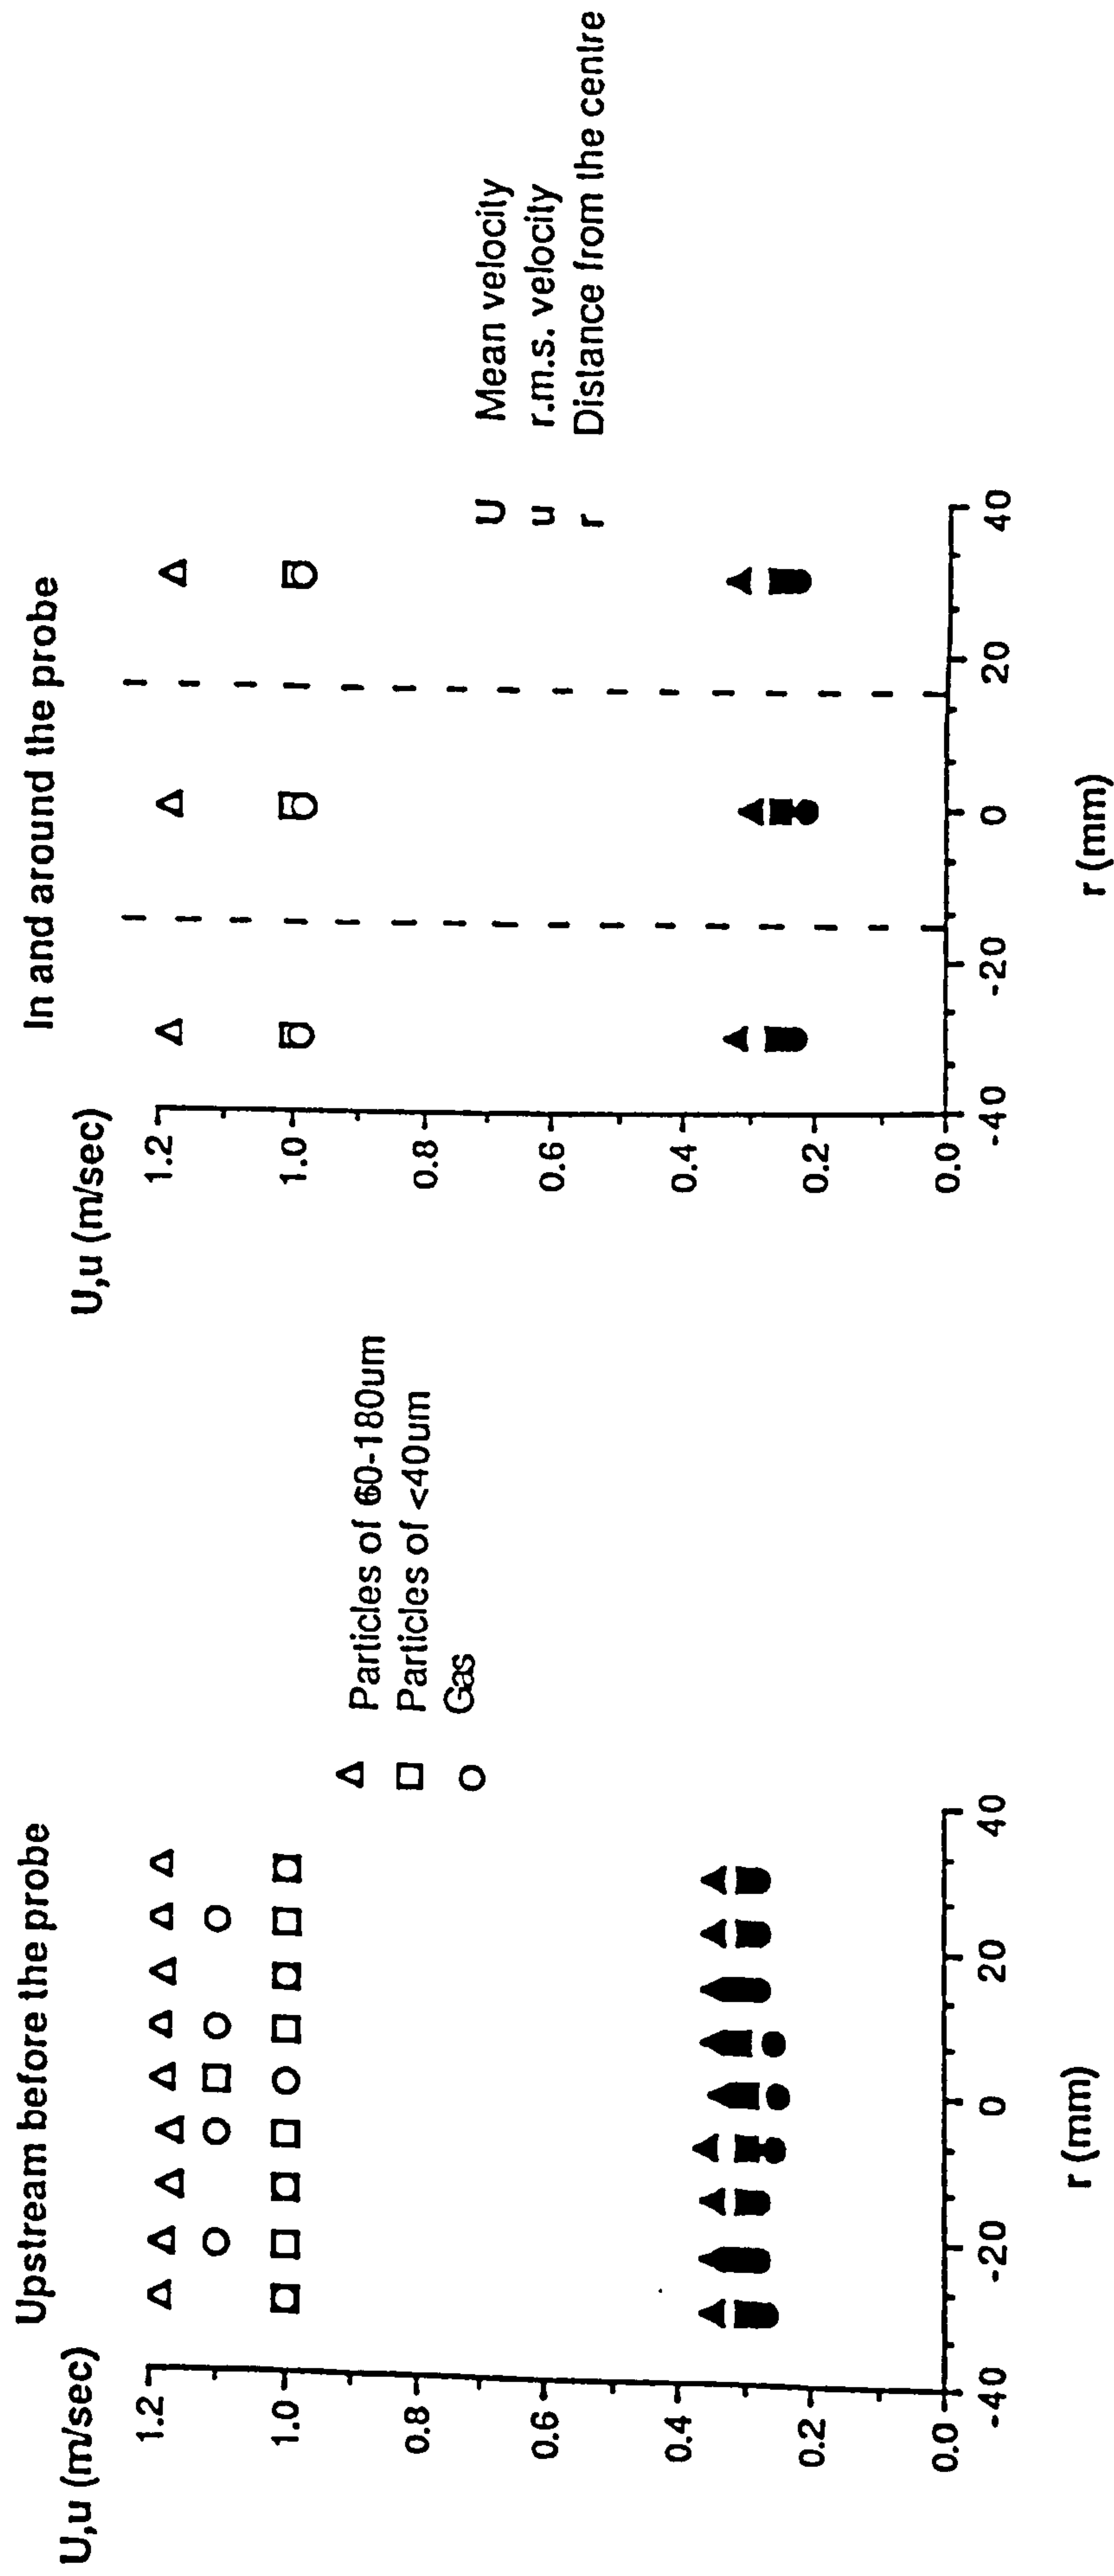 Upstream before the probe
U,u (m/sec)
1.2
1.0
0.8
0.6
0.4
0.2
0.0
-40
-20
0
20
40
r (mm)
Particles of 60-180um
Particles of <40um
Gas
In and around the probe
U,u (m/sec)
1.2
1.0
0.8
0.6
0.4
0.2
0.0
-40
-20
0
20
40
r (mm)
U Mean velocity
u r.m.s. velocity
r Distance from the centre